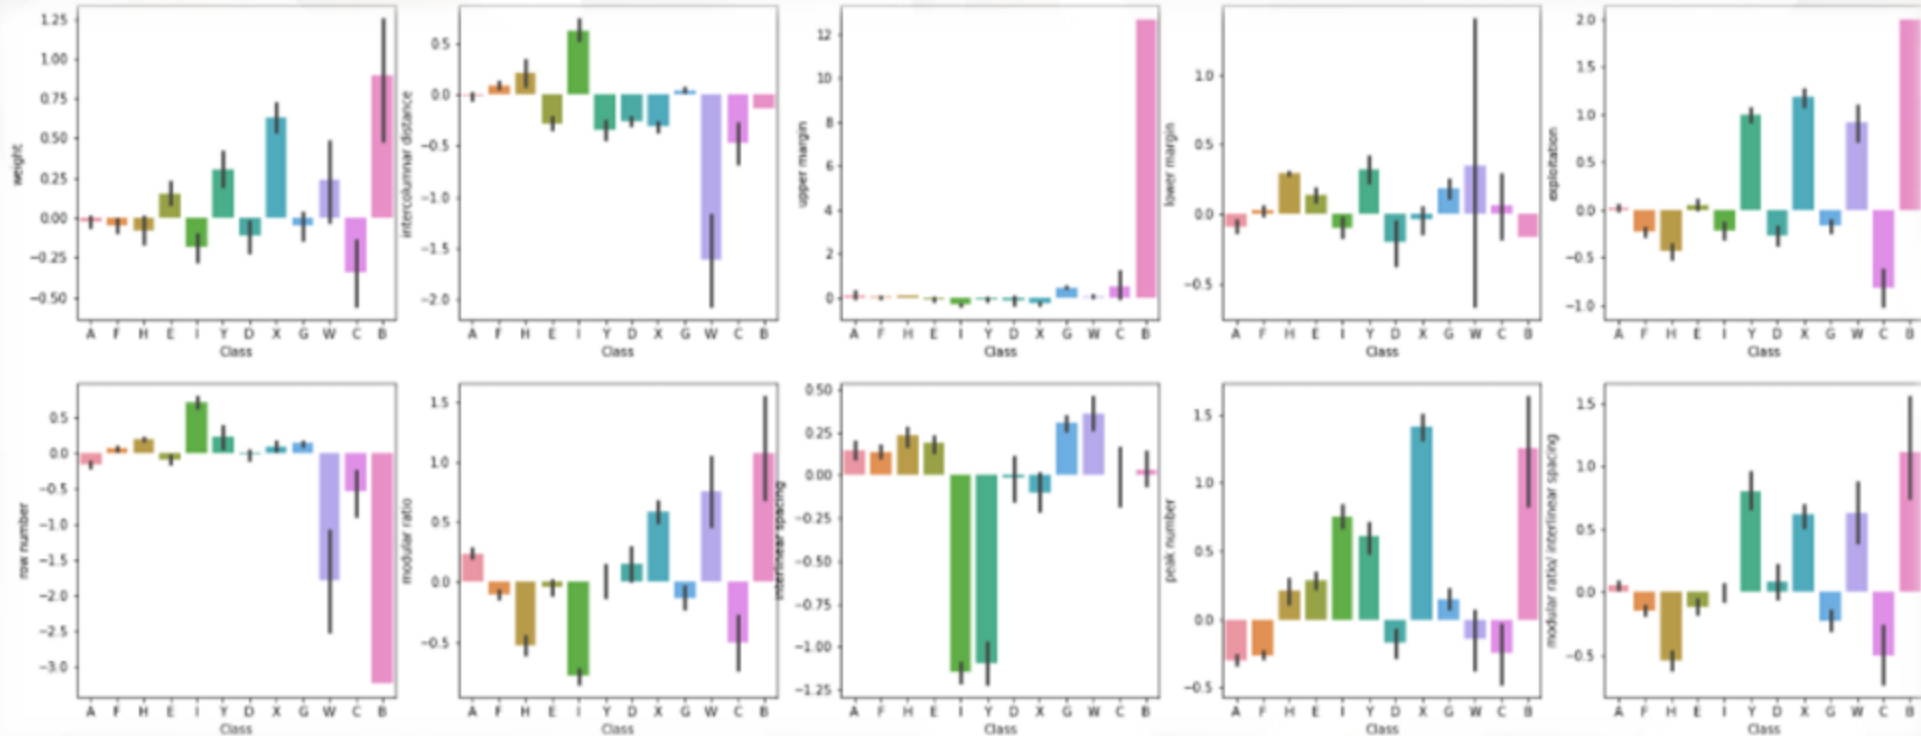 weight
1.25
1.00
0.75
0.50
0.25
0.00
−0.25
−0.50
A F H E I Y D X G W C B
Class
intercolumnar distance
0.5
0.0
−0.5
−1.0
−1.5
−2.0
A F H E I Y D X G W C B
Class
upper margin
12
10
8
6
4
2
0
A F H E I Y D X G W C B
Class
lower margin
1.0
0.5
0.0
−0.5
A F H E I Y D X G W C B
Class
exploitation
2.0
1.5
1.0
0.5
0.0
−0.5
−1.0
A F H E I Y D X G W C B
Class
row number
0.5
0.0
−0.5
−1.0
−1.5
−2.0
−2.5
−3.0
A F H E I Y D X G W C B
Class
modular ratio
1.5
1.0
0.5
0.0
−0.5
A F H E I Y D X G W C B
Class
interlinear spacing
0.50
0.25
0.00
−0.25
−0.50
−0.75
−1.00
−1.25
A F H E I Y D X G W C B
Class
peak number
1.5
1.0
0.5
0.0
−0.5
A F H E I Y D X G W C B
Class
modular ratio/ interlinear spacing
1.5
1.0
0.5
0.0
−0.5
A F H E I Y D X G W C B
Class